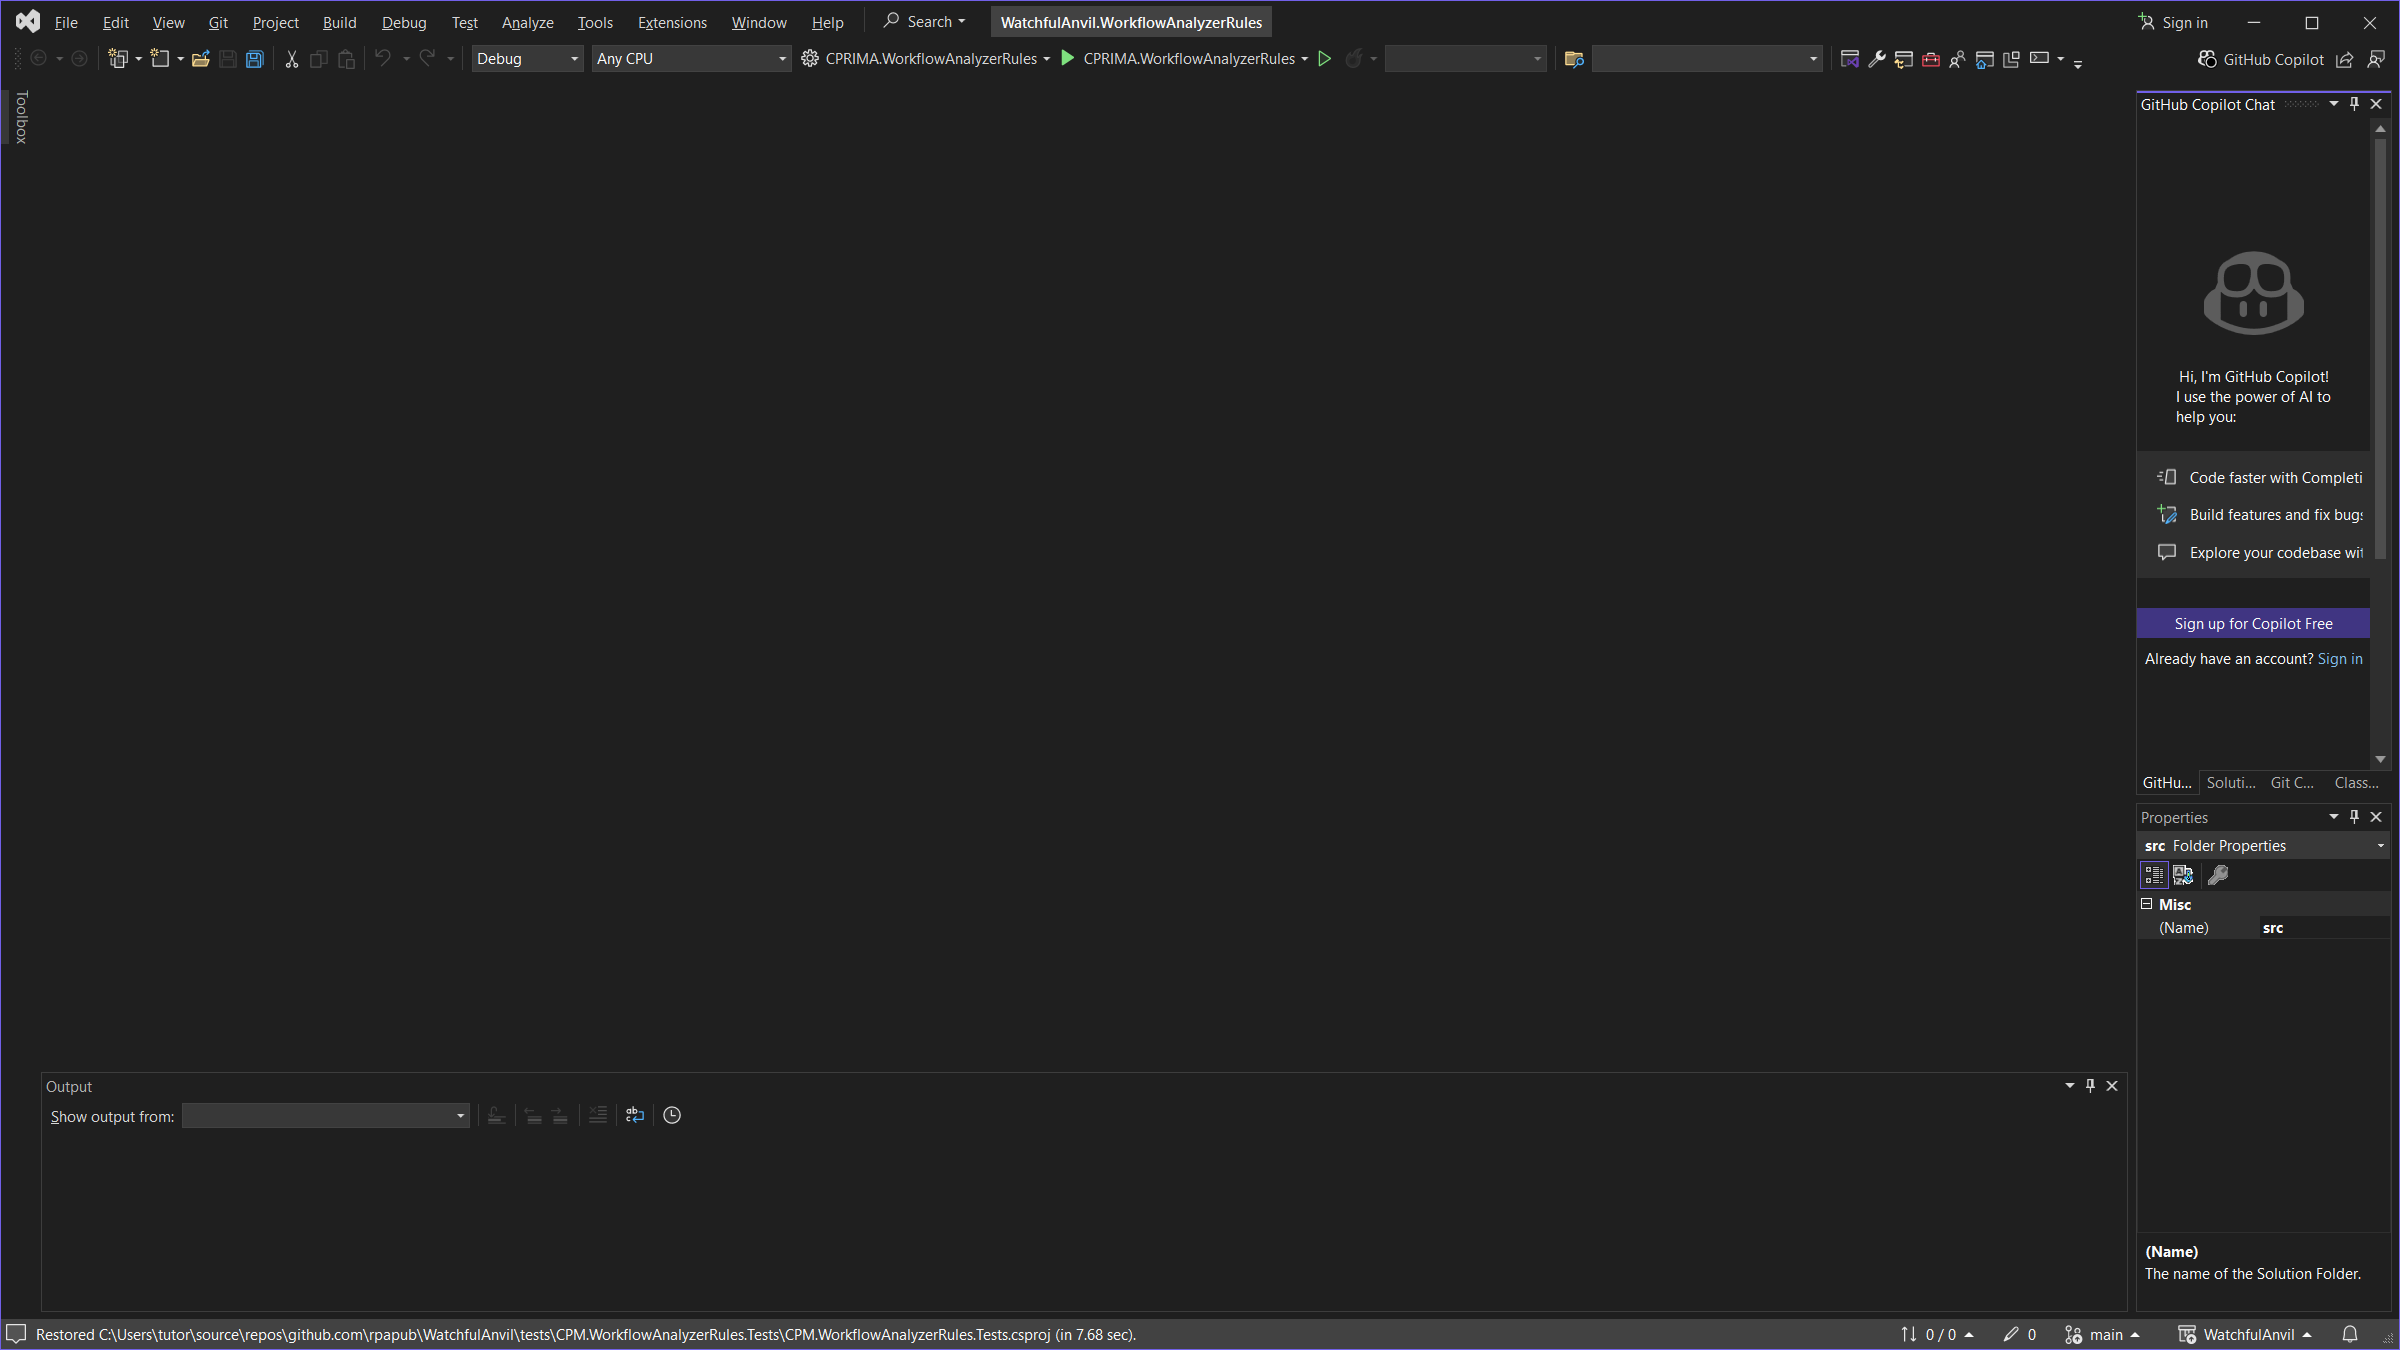 File Edit View Git Project Build Debug Test Analyze Tools Extensions Window Help Search WatchfulAnvil.WorkflowAnalyzerRules Sign in
Debug Any CPU CPRIMA.WorkflowAnalyzerRules CPRIMA.WorkflowAnalyzerRules GitHub Copilot
Toolbox
GitHub Copilot Chat
Hi, I'm GitHub Copilot!
I use the power of AI to
help you:
Code faster with Completi
Build features and fix bugs
Explore your codebase wit
Sign up for Copilot Free
Already have an account? Sign in
GitHu... Soluti... Git C... Class...
Properties
src Folder Properties
Misc
(Name) src
(Name)
The name of the Solution Folder.
Output
Show output from:
Restored C:\Users\tutor\source\repos\github.com\rpapub\WatchfulAnvil\tests\CPM.WorkflowAnalyzerRules.Tests\CPM.WorkflowAnalyzerRules.Tests.csproj (in 7.68 sec). 0 / 0 0 main WatchfulAnvil